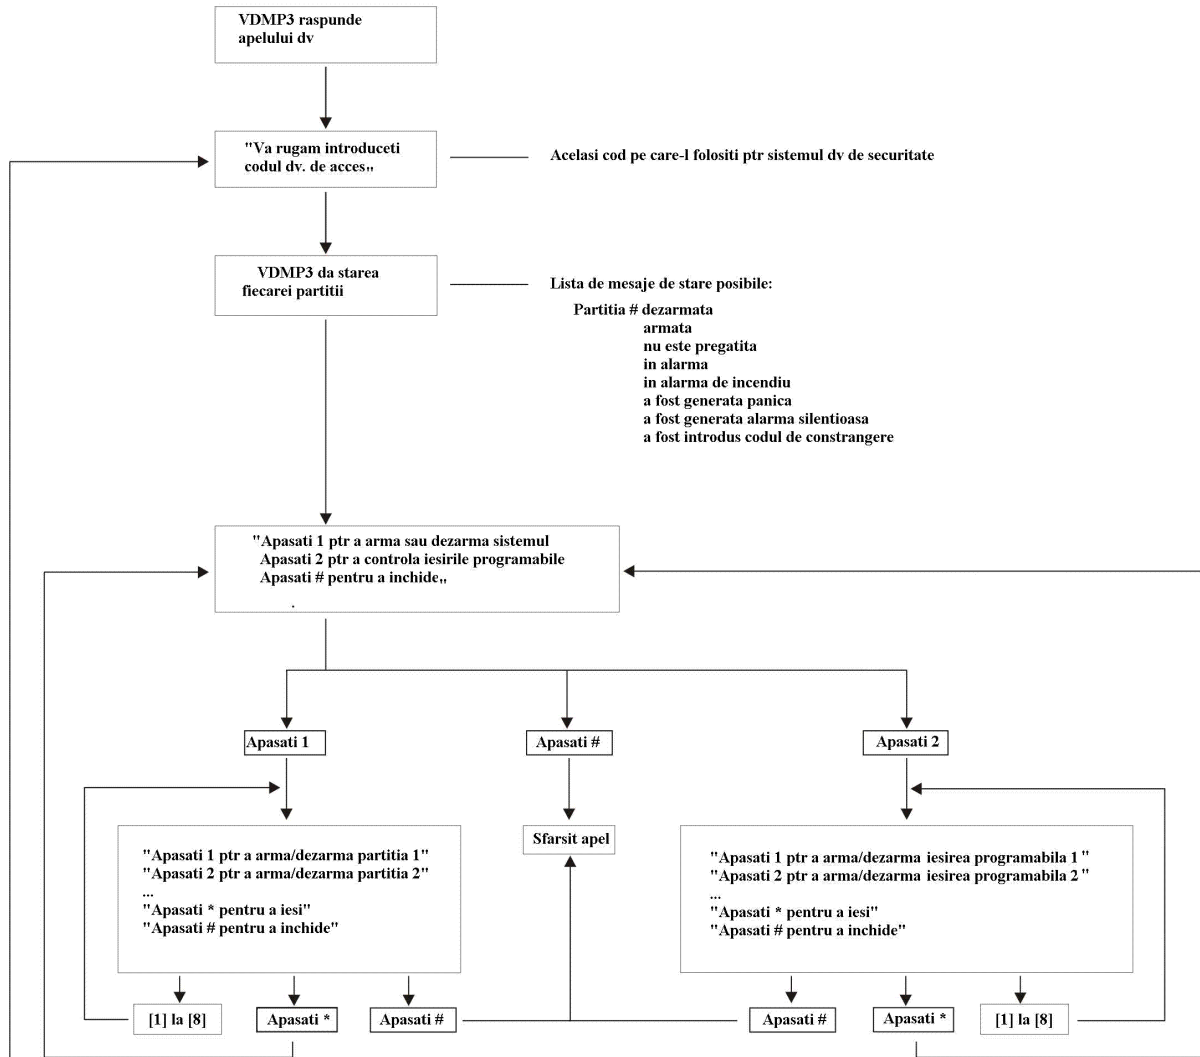 VDMP3 raspunde
apelului dv
"Va rugam introduceti
codul dv. de acces„
Acelasi cod pe care-l folositi ptr sistemul dv de securitate
VDMP3 da starea
fiecarei partitii
Lista de mesaje de stare posibile:
Partitia # dezarmata
armata
nu este pregatita
in alarma
in alarma de incendiu
a fost generata panica
a fost generata alarma silentioasa
a fost introdus codul de constrangere
"Apasati 1 ptr a arma sau dezarma sistemul
Apasati 2 ptr a controla iesirile programabile
Apasati # pentru a inchide„
.
Apasati 1
Apasati #
Apasati 2
Sfarsit apel
"Apasati 1 ptr a arma/dezarma partitia 1"
"Apasati 2 ptr a arma/dezarma partitia 2"
...
"Apasati * pentru a iesi"
"Apasati # pentru a inchide"
"Apasati 1 ptr a arma/dezarma iesirea programabila 1"
"Apasati 2 ptr a arma/dezarma iesirea programabila 2"
...
"Apasati * pentru a iesi"
"Apasati # pentru a inchide"
[1] la [8]
Apasati *
Apasati #
Apasati #
Apasati *
[1] la [8]